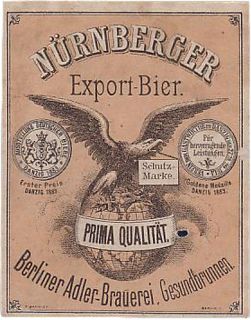 NÜRNBERGER
Export-Bier.
Schutz-
Marke.
Für
hervorragende
Leistungen.
Erster Preis
DANZIG 1883.
Goldene Medaille
DANZIG 1883.
PRIMA QUALITÄT.
Berliner Adler-Brauerei, Gesundbrunnen